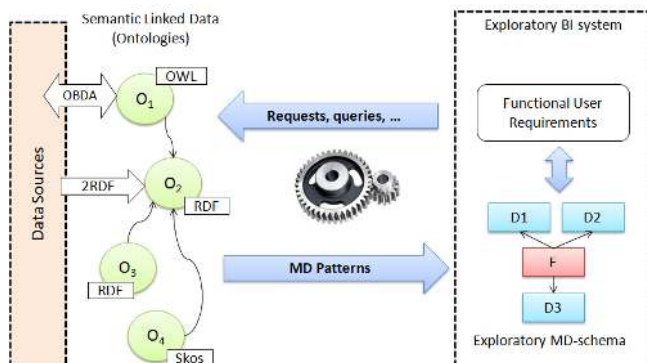 Semantic Linked Data
(Ontologies)
Exploratory BI system
OWL
OBDA
O1
Requests, queries, ...
Functional User
Requirements
Data Sources
2RDF
O2
RDF
D1
D2
O3
RDF
MD Patterns
F
D3
O4
Skos
Exploratory MD-schema